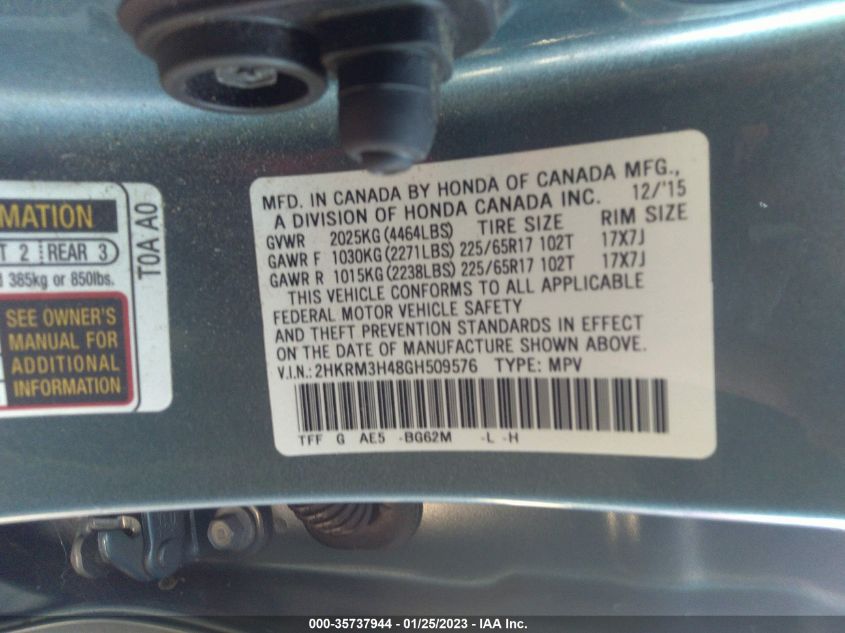 MFD. IN CANADA BY HONDA OF CANADA MFG.,
A DIVISION OF HONDA CANADA INC. 12/'15
GVWR 2025KG (4464LBS) TIRE SIZE RIM SIZE
GAWR F 1030KG (2271LBS) 225/65R17 102T 17X7J
GAWR R 1015KG (2238LBS) 225/65R17 102T 17X7J
THIS VEHICLE CONFORMS TO ALL APPLICABLE
FEDERAL MOTOR VEHICLE SAFETY
AND THEFT PREVENTION STANDARDS IN EFFECT
ON THE DATE OF MANUFACTURE SHOWN ABOVE.
V.I.N.: 2HKRM3H48GH509576 TYPE: MPV
TFF G AE5 -BG62M -L -H
MATION
T 2 REAR 3
385kg or 850lbs.
SEE OWNER'S
MANUAL FOR
ADDITIONAL
INFORMATION
T0A A0
000-35737944 - 01/25/2023 - IAA Inc.